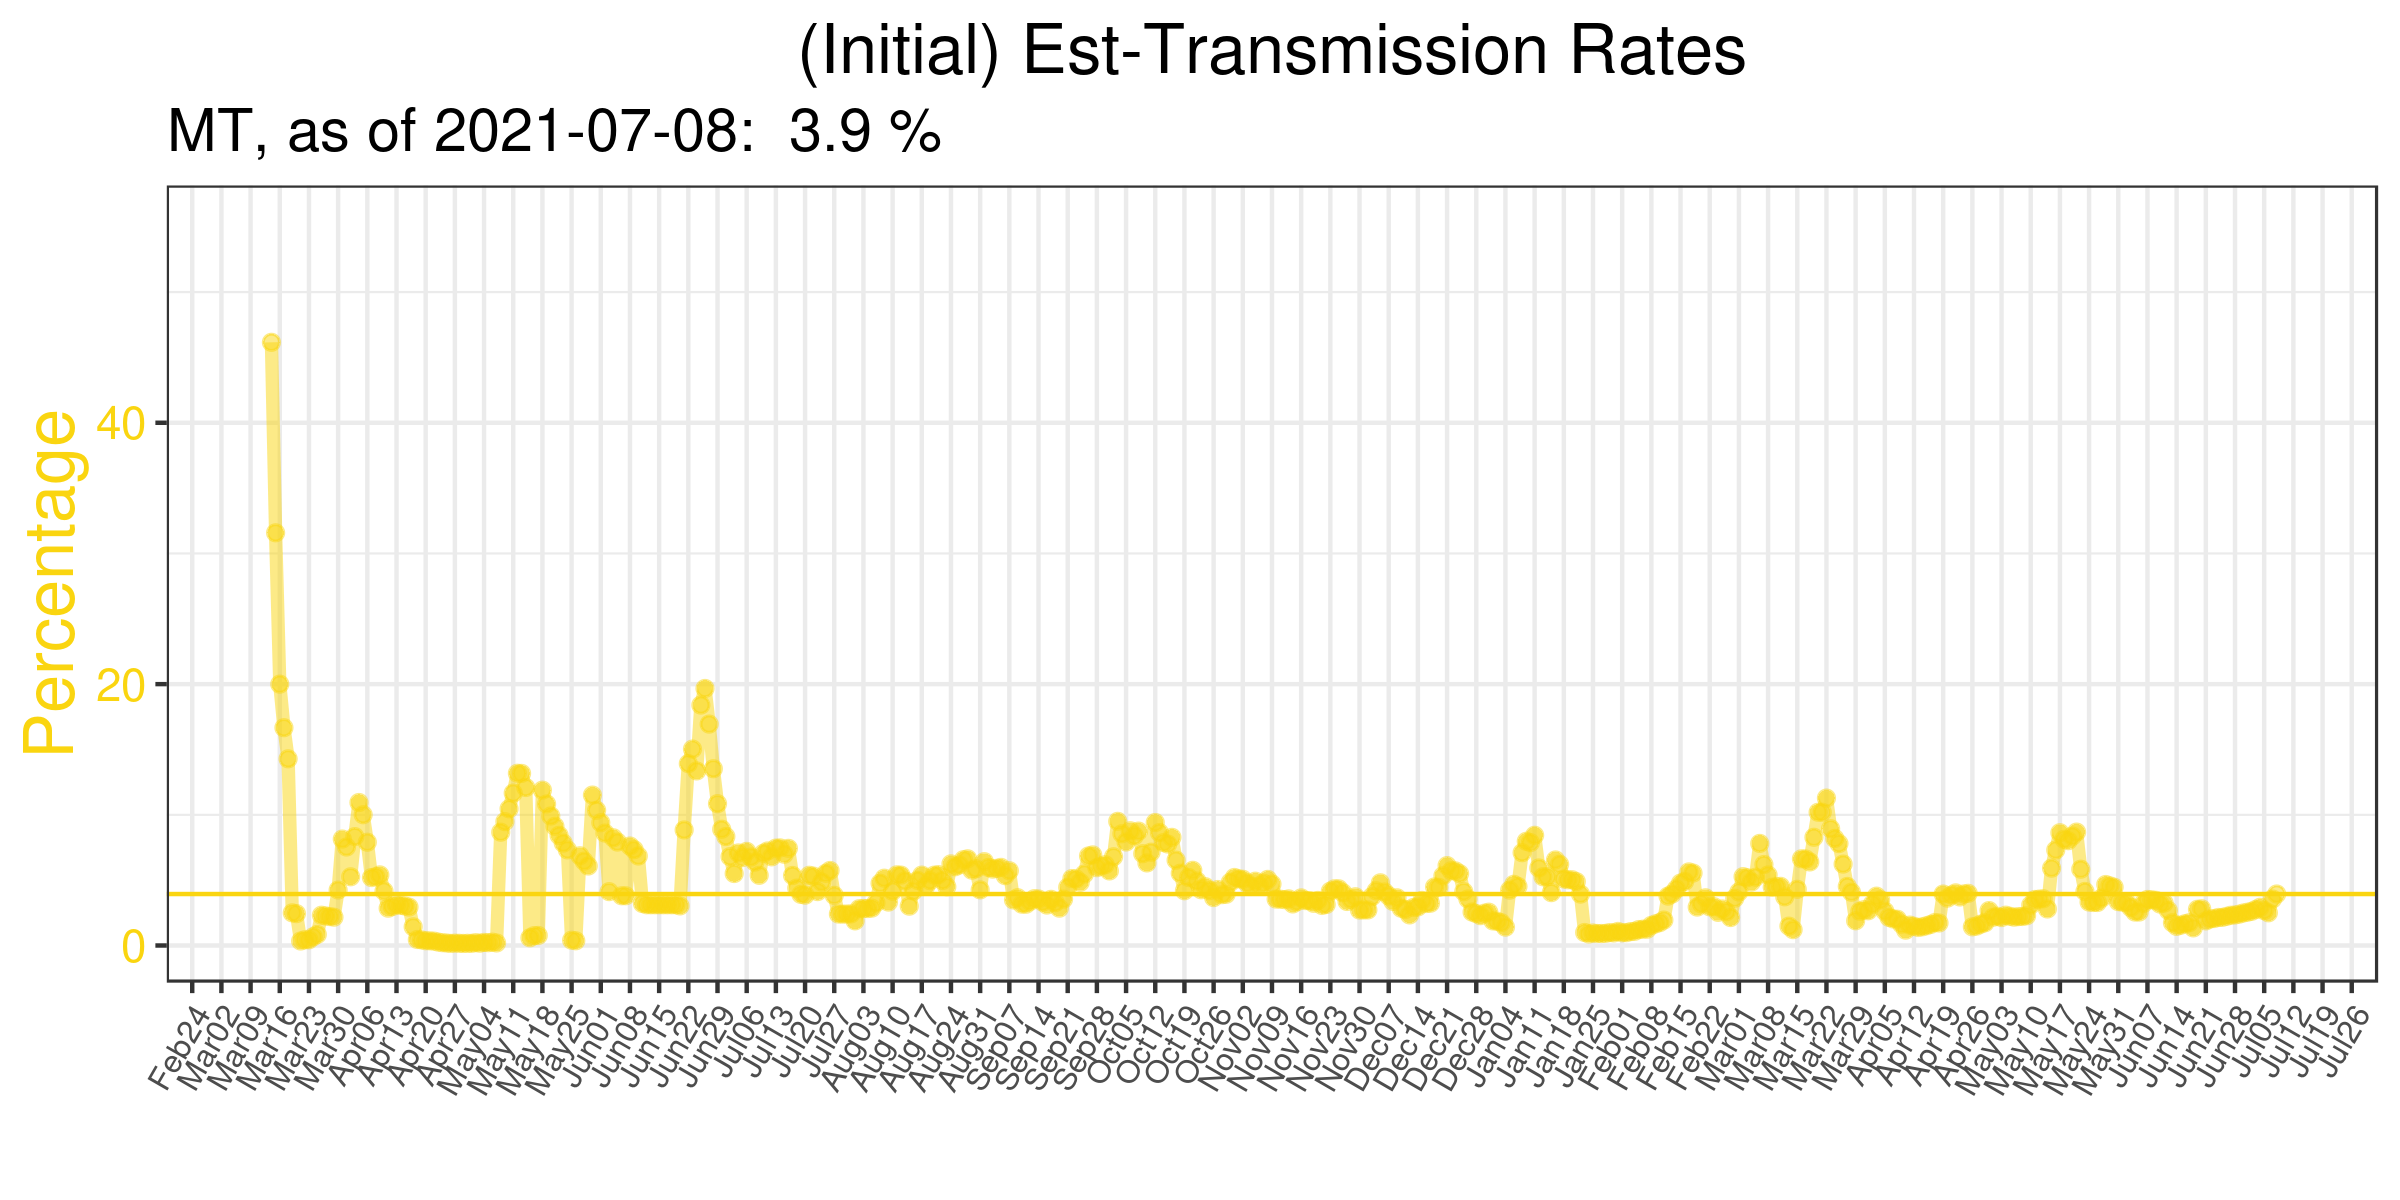 (Initial) Est-Transmission Rates
MT, as of 2021-07-08:  3.9 %
Percentage
40
20
0
Feb24
Mar02
Mar09
Mar16
Mar23
Mar30
Apr06
Apr13
Apr20
Apr27
May04
May11
May18
May25
Jun01
Jun08
Jun15
Jun22
Jun29
Jul06
Jul13
Jul20
Jul27
Aug03
Aug10
Aug17
Aug24
Aug31
Sep07
Sep14
Sep21
Sep28
Oct05
Oct12
Oct19
Oct26
Nov02
Nov09
Nov16
Nov23
Nov30
Dec07
Dec14
Dec21
Dec28
Jan04
Jan11
Jan18
Jan25
Feb01
Feb08
Feb15
Feb22
Mar01
Mar08
Mar15
Mar22
Mar29
Apr05
Apr12
Apr19
Apr26
May03
May10
May17
May24
May31
Jun07
Jun14
Jun21
Jun28
Jul05
Jul12
Jul19
Jul26